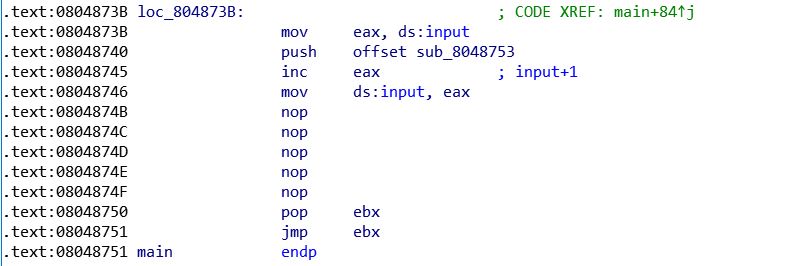 .text:0804873B loc_804873B: ; CODE XREF: main+84↑j
.text:0804873B mov eax, ds:input
.text:08048740 push offset sub_8048753
.text:08048745 inc eax ; input+1
.text:08048746 mov ds:input, eax
.text:0804874B nop
.text:0804874C nop
.text:0804874D nop
.text:0804874E nop
.text:0804874F nop
.text:08048750 pop ebx
.text:08048751 jmp ebx
.text:08048751 main endp